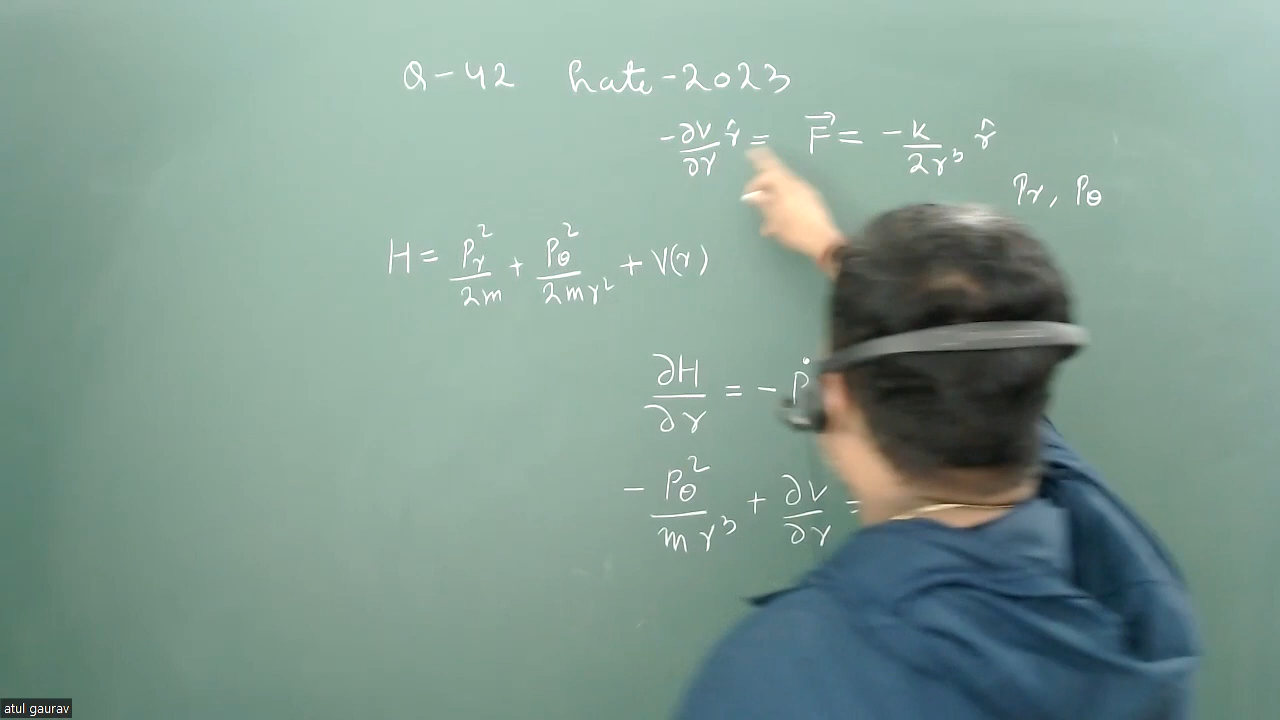 Q-42 Gate-2023
-∂V/∂r r̂ = F⃗ = -k/2r³ r̂
Pr, Pθ
H = Pr²/2m + Pθ²/2mr² + V(r)
∂H/∂r = - Ṗ
- Pθ²/mr³ + ∂V/∂r =
atul gaurav